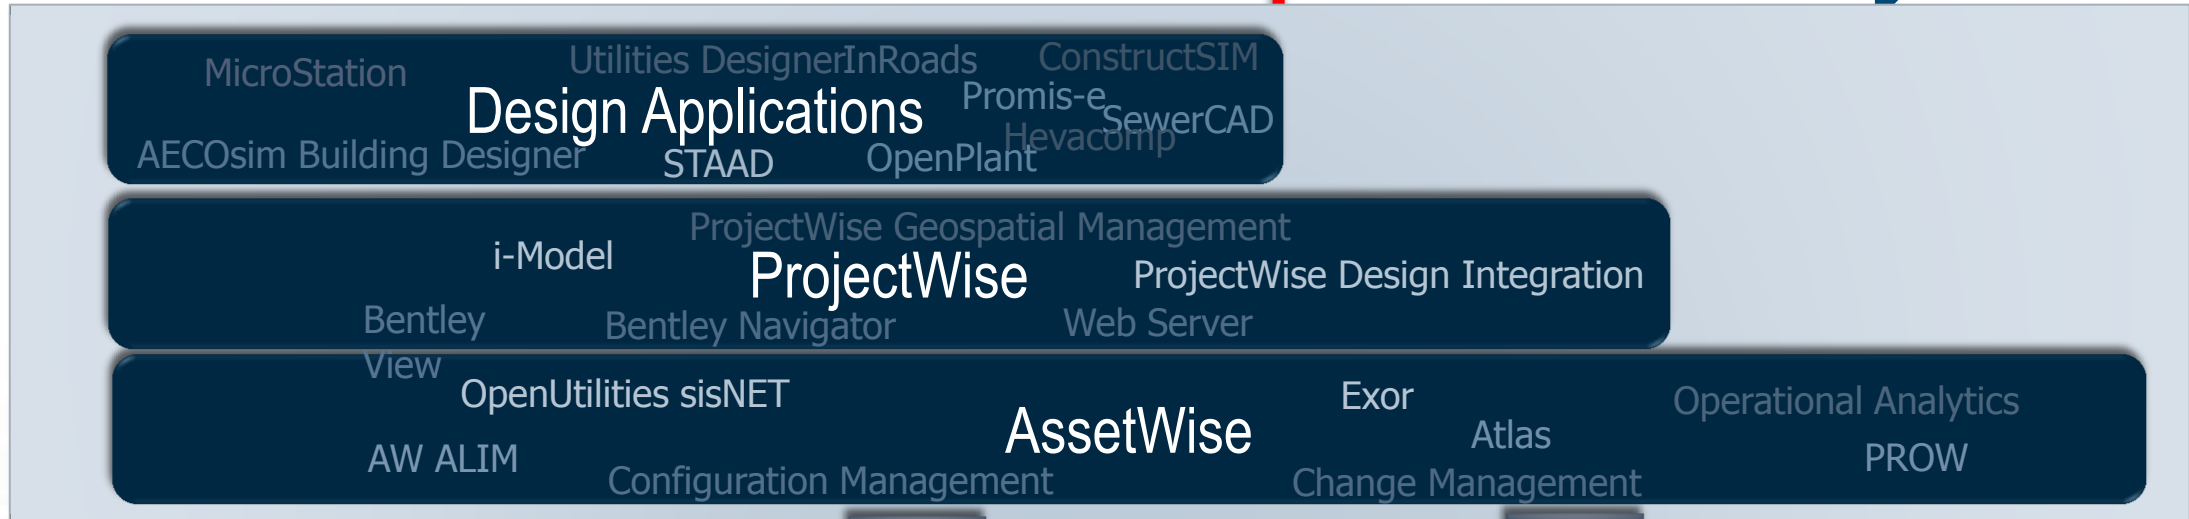 MicroStation
Utilities Designer
InRoads
ConstructSIM
Design Applications
Promis-e
SewerCAD
Hevacomp
AECOsim Building Designer
STAAD
OpenPlant
ProjectWise Geospatial Management
i-Model
ProjectWise
ProjectWise Design Integration
Bentley
View
Bentley Navigator
Web Server
OpenUtilities sisNET
AssetWise
Exor
Operational Analytics
Atlas
AW ALIM
PROW
Configuration Management
Change Management